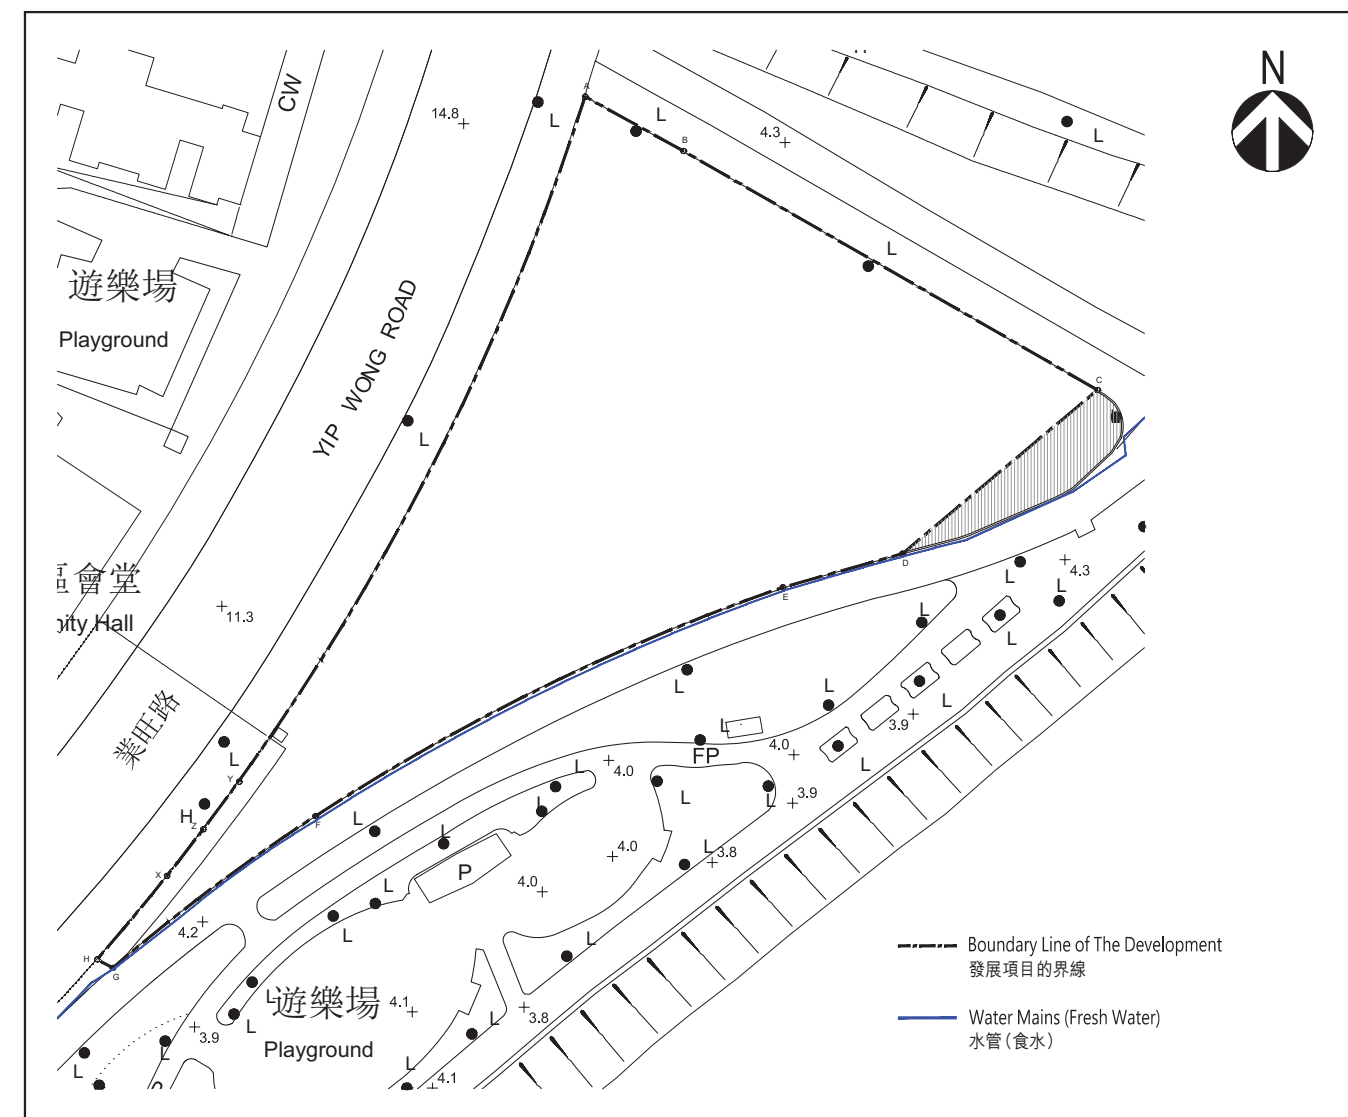 N
CW
14.8
L
A
L
B
4.3
L
L
遊樂場
Playground
YIP WONG ROAD
L
C
區會堂
nity Hall
11.3
D
E
L
4.3
L
L
L
業旺路
L
L
L
3.9
L
FP
4.0
L
Y
H
Z
4.0
L
L
L
L
3.9
F
L
L
4.0
L
3.8
X
P
L
4.0
4.2
L
H
G
L
Boundary Line of The Development
發展項目的界線
L
遊樂場
4.1
3.8
Water Mains (Fresh Water)
水管（食水）
L
3.9
L
L
Playground
L
L
4.1